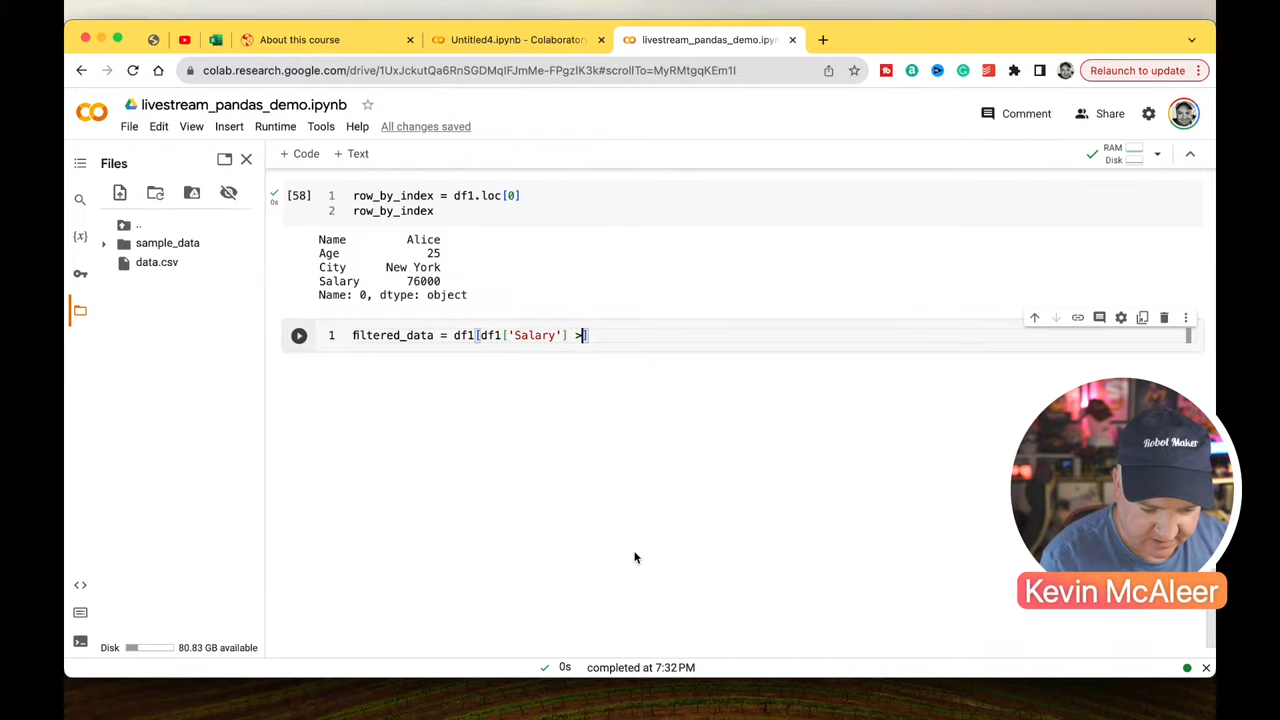 About this course
Untitled4.ipynb - Colaboratory
livestream_pandas_demo.ipyn
colab.research.google.com/drive/1UxJckutQa6RnSGDMqIFJmMe-FPgzlK3k#scrollTo=MyRMtgqKEm1I
Relaunch to update
livestream_pandas_demo.ipynb
Comment
Share
File Edit View Insert Runtime Tools Help All changes saved
Files
+ Code + Text
RAM
Disk
..
sample_data
data.csv
[58] 1 row_by_index = df1.loc[0]
0s
2 row_by_index
Name Alice
Age 25
City New York
Salary 76000
Name: 0, dtype: object
1 filtered_data = df1[df1['Salary'] >]
Robot Maker
Kevin McAleer
Disk 80.83 GB available
0s completed at 7:32 PM